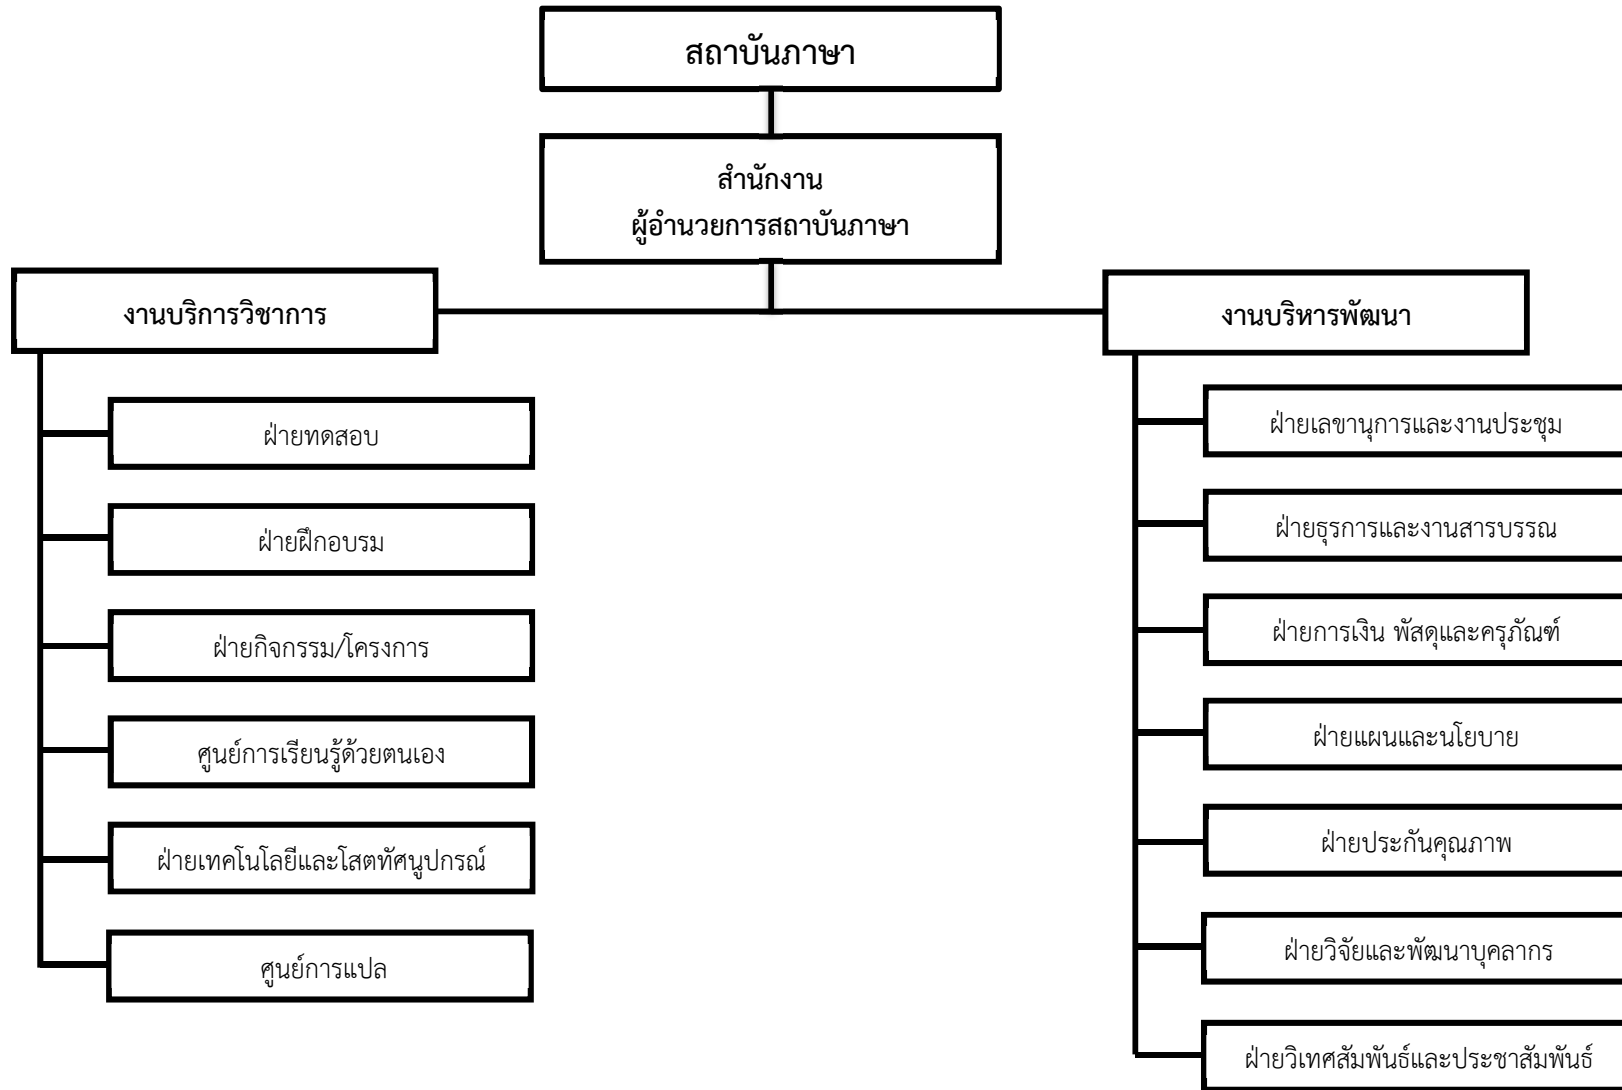 สถาบันภาษา
สำนักงาน
ผู้อำนวยการสถาบันภาษา
งานบริการวิชาการ
ฝ่ายทดสอบ
ฝ่ายฝึกอบรม
ฝ่ายกิจกรรม/โครงการ
ศูนย์การเรียนรู้ด้วยตนเอง
ฝ่ายเทคโนโลยีและโสตทัศนูปกรณ์
ศูนย์การแปล
งานบริหารพัฒนา
ฝ่ายเลขานุการและงานประชุม
ฝ่ายธุรการและงานสารบรรณ
ฝ่ายการเงิน พัสดุและครุภัณฑ์
ฝ่ายแผนและนโยบาย
ฝ่ายประกันคุณภาพ
ฝ่ายวิจัยและพัฒนาบุคลากร
ฝ่ายวิเทศสัมพันธ์และประชาสัมพันธ์